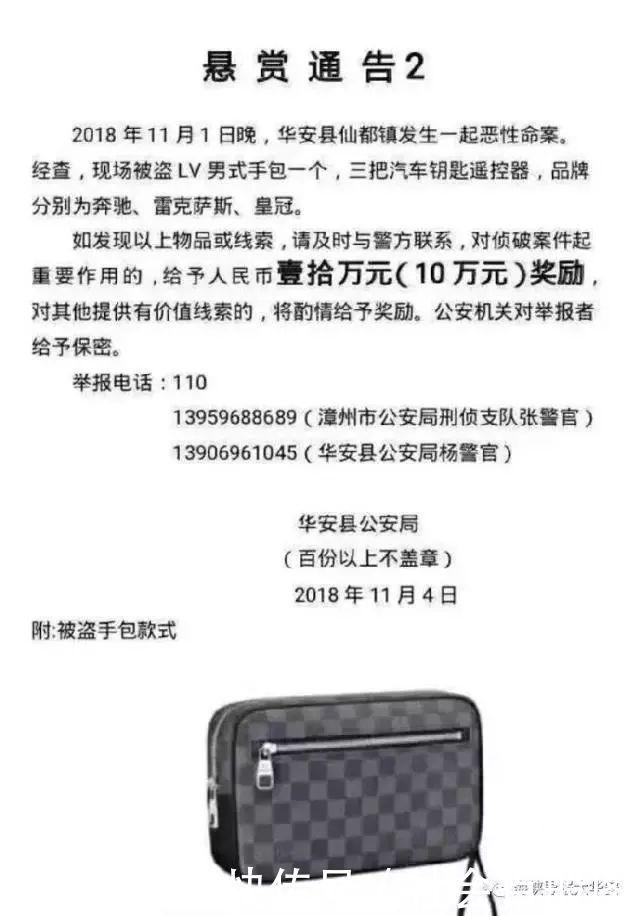 悬赏通告2
2018年11月1日晚，华安县仙都镇发生一起恶性命案。
经查，现场被盗LV男式手包一个，三把汽车钥匙遥控器，品牌
分别为奔驰、雷克萨斯、皇冠。
如发现以上物品或线索，请及时与警方联系，对侦破案件起
重要作用的，给予人民币壹拾万元（10万元）奖励，
对其他提供有价值线索的，将酌情给予奖励。公安机关对举报者
给予保密。
举报电话：110
13959688689（漳州市公安局刑侦支队张警官）
13906961045（华安县公安局杨警官）
华安县公安局
（百份以上不盖章）
2018年11月4日
附:被盗手包款式